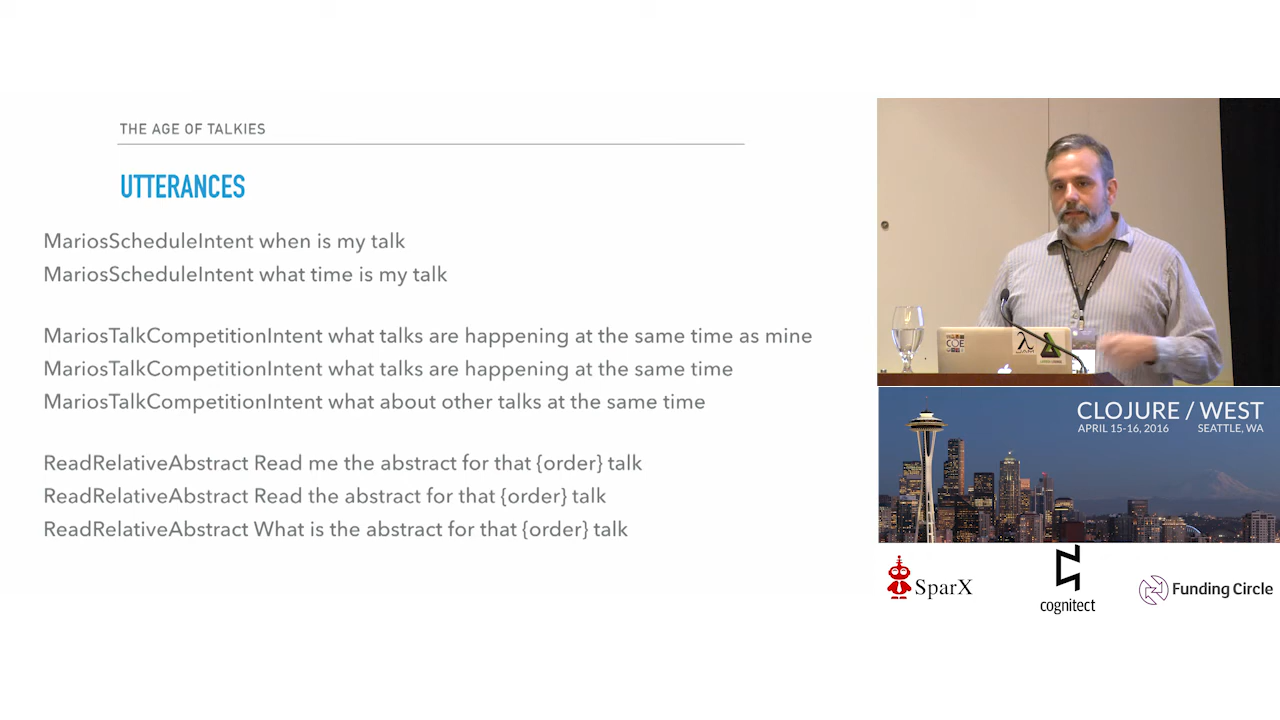 THE AGE OF TALKIES
UTTERANCES
MariosScheduleIntent when is my talk
MariosScheduleIntent what time is my talk
MariosTalkCompetitionIntent what talks are happening at the same time as mine
MariosTalkCompetitionIntent what talks are happening at the same time
MariosTalkCompetitionIntent what about other talks at the same time
ReadRelativeAbstract Read me the abstract for that {order} talk
ReadRelativeAbstract Read the abstract for that {order} talk
ReadRelativeAbstract What is the abstract for that {order} talk
COE
λ
JAM
CLOJURE / WEST
APRIL 15-16, 2016 SEATTLE, WA
SparX
cognitect
Funding Circle